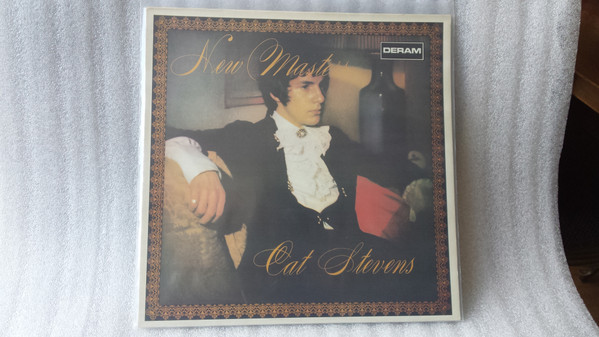 New Masters
DERAM
Cat Stevens